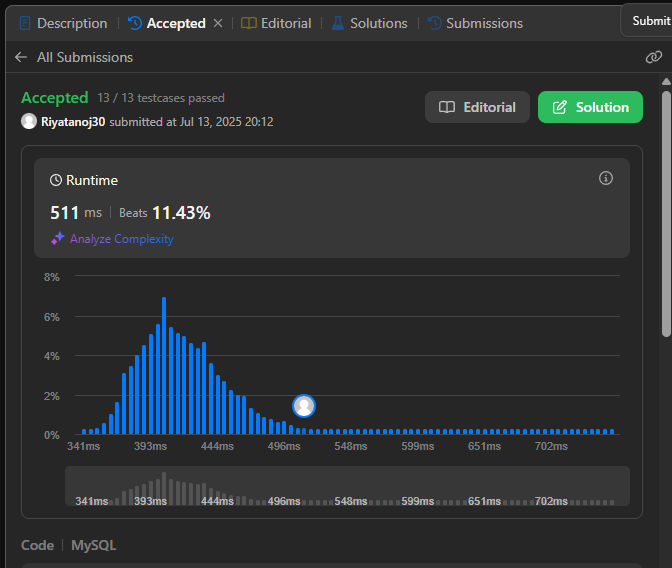 Description Accepted Editorial Solutions Submissions Submit
All Submissions
Accepted 13 / 13 testcases passed
Riyatanoj30 submitted at Jul 13, 2025 20:12
Editorial Solution
Runtime
511 ms Beats 11.43%
Analyze Complexity
8%
6%
4%
2%
0%
341ms 393ms 444ms 496ms 548ms 599ms 651ms 702ms
341ms 393ms 444ms 496ms 548ms 599ms 651ms 702ms
Code MySQL